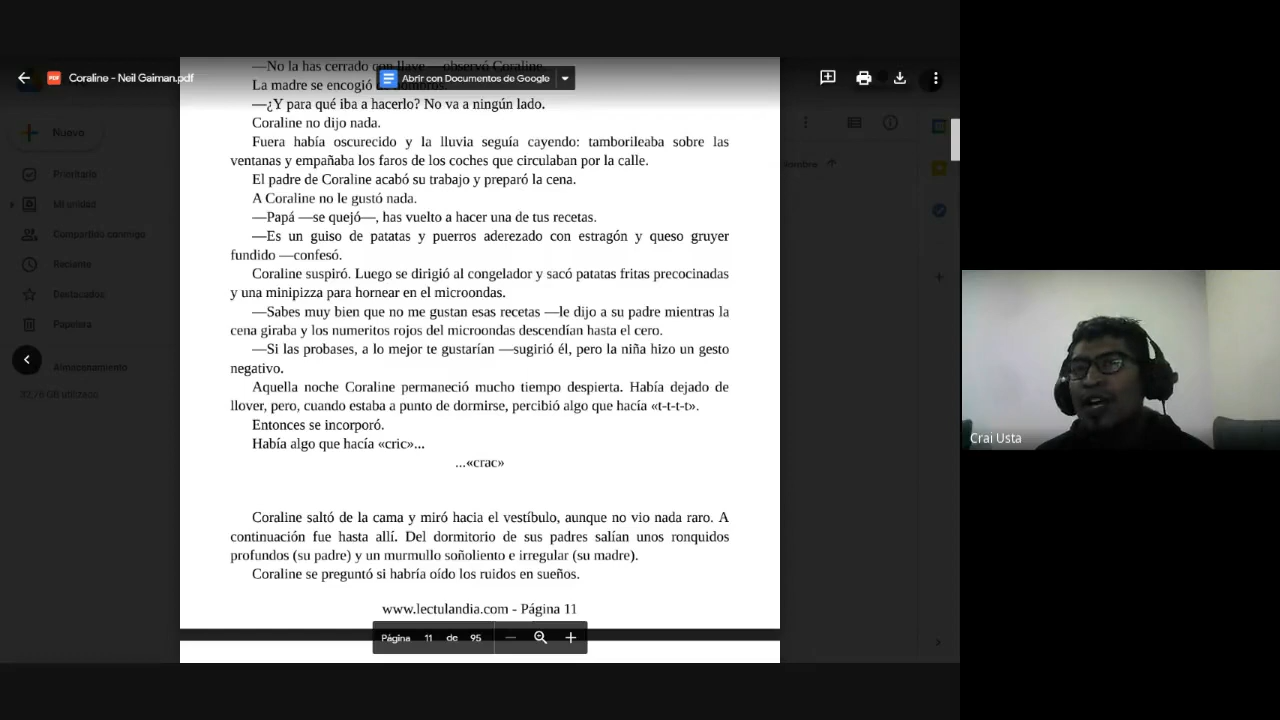 Coraline - Neil Gaiman.pdf
Abrir con Documentos de Google
—No la has cerrado con llave —observó Coraline.
La madre se encogió de hombros.
—¿Y para qué iba a hacerlo? No va a ningún lado.
Coraline no dijo nada.
Fuera había oscurecido y la lluvia seguía cayendo: tamborileaba sobre las
ventanas y empañaba los faros de los coches que circulaban por la calle.
El padre de Coraline acabó su trabajo y preparó la cena.
A Coraline no le gustó nada.
—Papá —se quejó—, has vuelto a hacer una de tus recetas.
—Es un guiso de patatas y puerros aderezado con estragón y queso gruyer
fundido —confesó.
Coraline suspiró. Luego se dirigió al congelador y sacó patatas fritas precocinadas
y una minipizza para hornear en el microondas.
—Sabes muy bien que no me gustan esas recetas —le dijo a su padre mientras la
cena giraba y los numeritos rojos del microondas descendían hasta el cero.
—Si las probases, a lo mejor te gustarían —sugirió él, pero la niña hizo un gesto
negativo.
Aquella noche Coraline permaneció mucho tiempo despierta. Había dejado de
llover, pero, cuando estaba a punto de dormirse, percibió algo que hacía «t-t-t-t».
Entonces se incorporó.
Había algo que hacía «cric»...
...«crac»
Coraline saltó de la cama y miró hacia el vestíbulo, aunque no vio nada raro. A
continuación fue hasta allí. Del dormitorio de sus padres salían unos ronquidos
profundos (su padre) y un murmullo soñoliento e irregular (su madre).
Coraline se preguntó si habría oído los ruidos en sueños.
www.lectulandia.com - Página 11
Página 11 de 95
Nuevo
Prioritario
Mi unidad
Compartido conmigo
Reciente
Destacados
Papelera
Almacenamiento
utilizado
Crai Usta